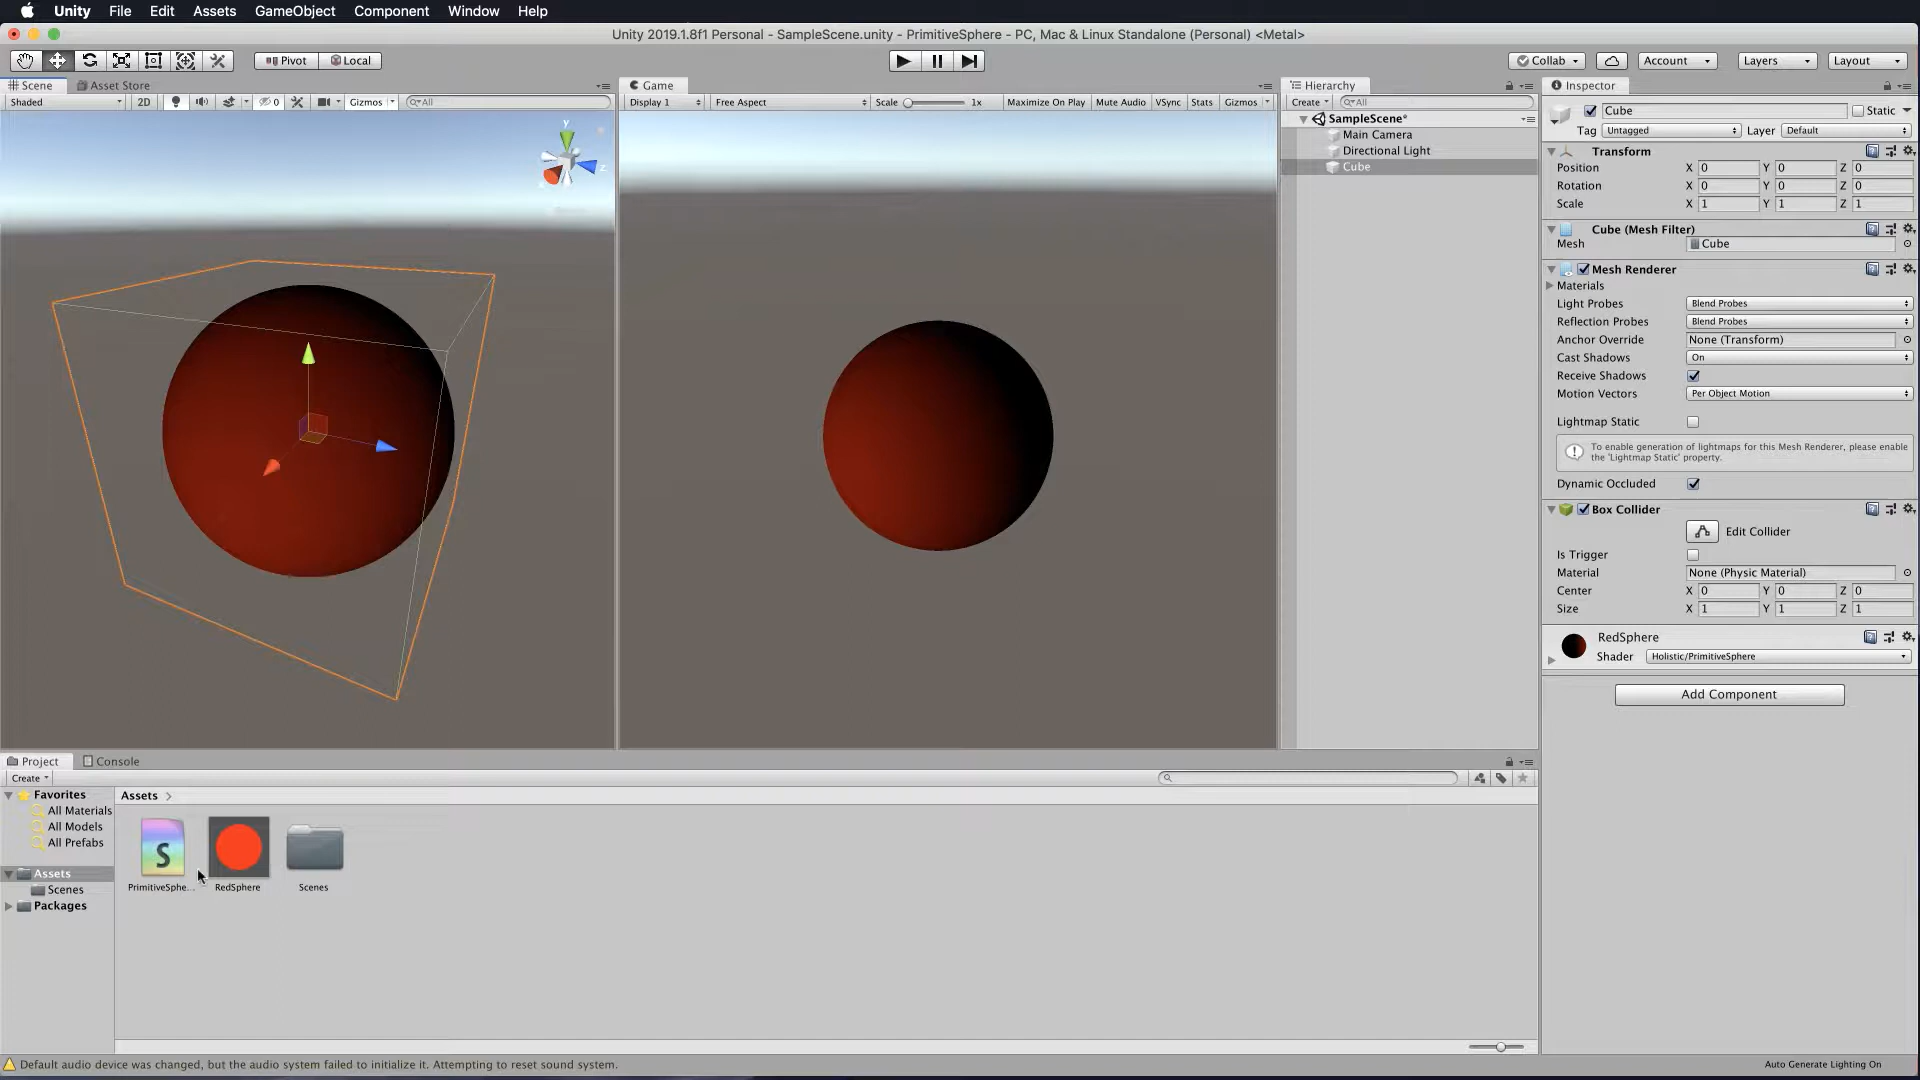 Unity File Edit Assets GameObject Component Window Help
Unity 2019.1.8f1 Personal - SampleScene.unity - PrimitiveSphere - PC, Mac & Linux Standalone (Personal) <Metal>
Pivot Local Collab Account Layers Layout
Scene Asset Store Game Hierarchy Inspector
Shaded 2D 0 Gizmos All
Display 1 Free Aspect Scale 1x Maximize On Play Mute Audio VSync Stats Gizmos
Create All
SampleScene*
Main Camera
Directional Light
Cube
y
x
z
Cube Static
Tag Untagged Layer Default
Transform
Position X 0 Y 0 Z 0
Rotation X 0 Y 0 Z 0
Scale X 1 Y 1 Z 1
Cube (Mesh Filter)
Mesh Cube
Mesh Renderer
Materials
Light Probes Blend Probes
Reflection Probes Blend Probes
Anchor Override None (Transform)
Cast Shadows On
Receive Shadows
Motion Vectors Per Object Motion
Lightmap Static
To enable generation of lightmaps for this Mesh Renderer, please enable
the 'Lightmap Static' property.
Dynamic Occluded
Box Collider
Edit Collider
Is Trigger
Material None (Physic Material)
Center X 0 Y 0 Z 0
Size X 1 Y 1 Z 1
RedSphere
Shader Holistic/PrimitiveSphere
Add Component
Project Console
Create
Favorites
All Materials
All Models
All Prefabs
Assets
Scenes
Packages
Assets
S
PrimitiveSphe... RedSphere Scenes
Default audio device was changed, but the audio system failed to initialize it. Attempting to reset sound system.
Auto Generate Lighting On